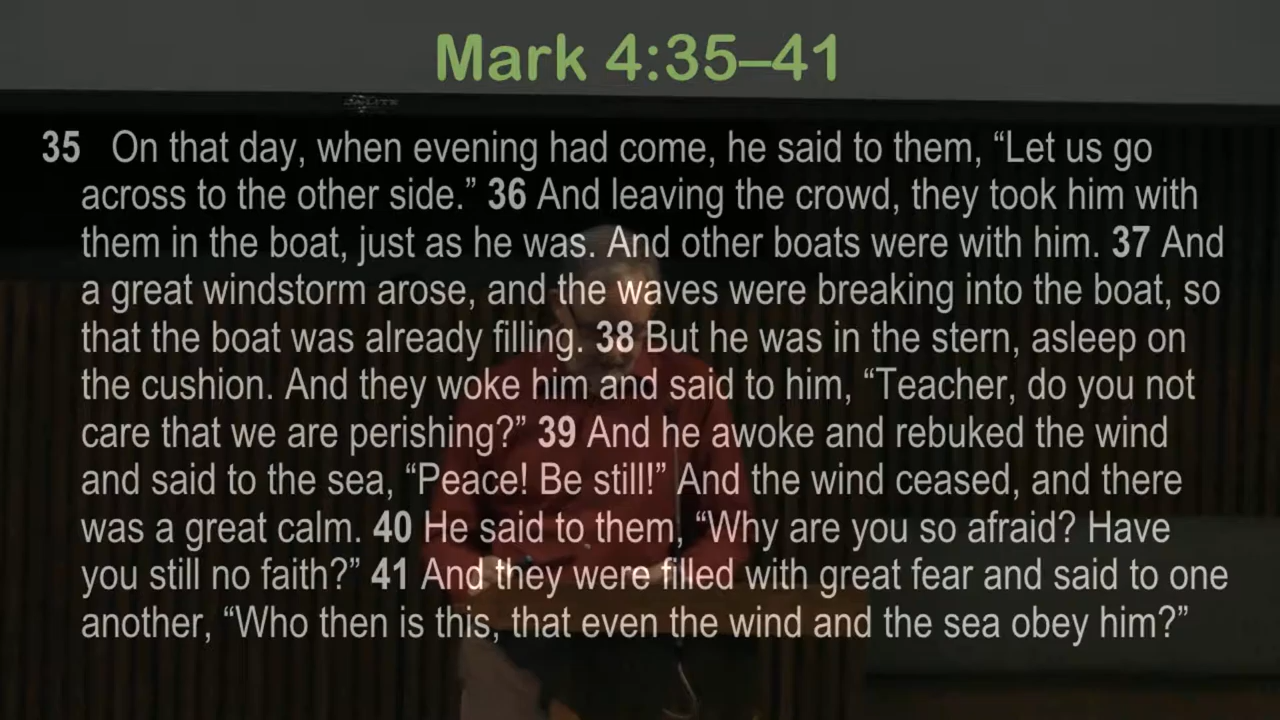 Mark 4:35–41
35 On that day, when evening had come, he said to them, “Let us go
across to the other side.” 36 And leaving the crowd, they took him with
them in the boat, just as he was. And other boats were with him. 37 And
a great windstorm arose, and the waves were breaking into the boat, so
that the boat was already filling. 38 But he was in the stern, asleep on
the cushion. And they woke him and said to him, “Teacher, do you not
care that we are perishing?” 39 And he awoke and rebuked the wind
and said to the sea, “Peace! Be still!” And the wind ceased, and there
was a great calm. 40 He said to them, “Why are you so afraid? Have
you still no faith?” 41 And they were filled with great fear and said to one
another, “Who then is this, that even the wind and the sea obey him?”